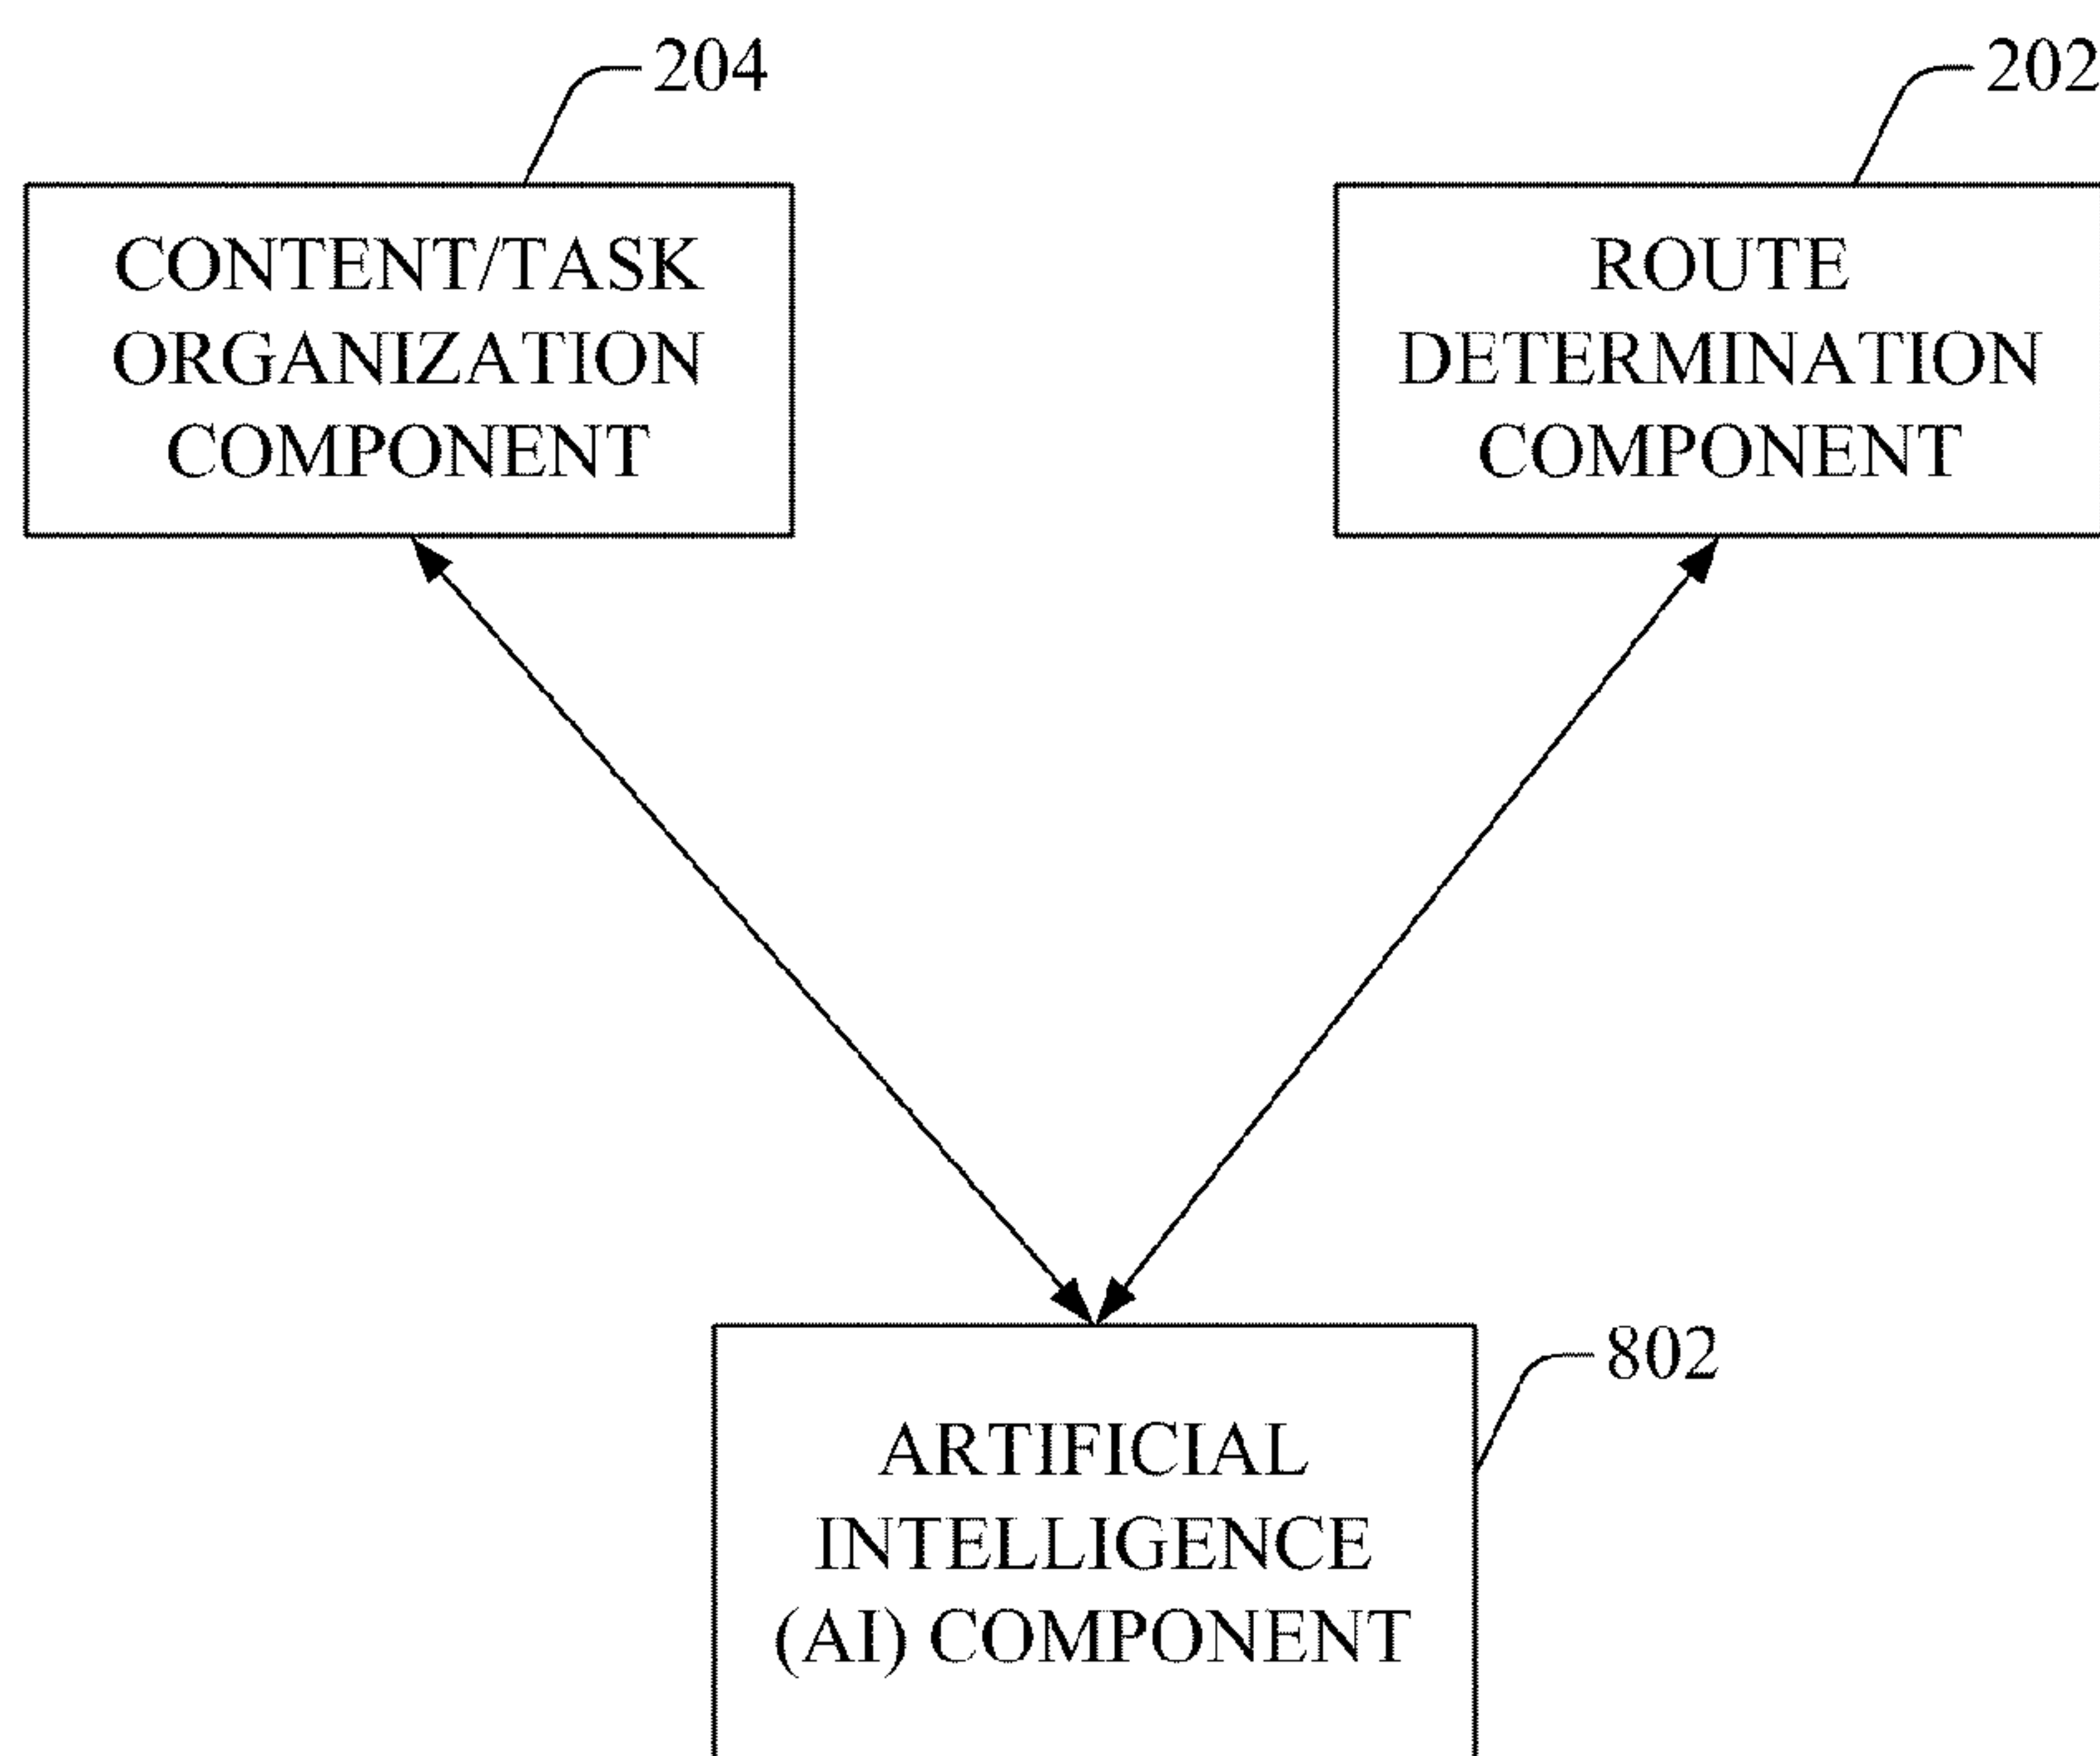 204
202
CONTENT/TASK
ORGANIZATION
COMPONENT
ROUTE
DETERMINATION
COMPONENT
802
ARTIFICIAL
INTELLIGENCE
(AI) COMPONENT